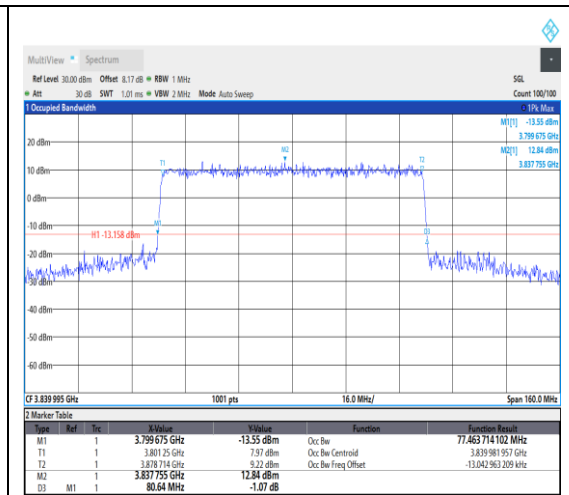 MultiView Spectrum
Ref Level 30.00 dBm Offset 8.17 dB RBW 1 MHz SGL
Att 30 dB SWT 1.01 ms VBW 2 MHz Mode Auto Sweep Count 100/100
1 Occupied Bandwidth 1Pk Max
M1[1] -13.55 dBm
3.799 675 GHz
M2[1] 12.84 dBm
3.837 755 GHz
20 dBm
M2
T1
T2
10 dBm
0 dBm
-10 dBm
M1
D3
H1 -13.158 dBm
-20 dBm
-30 dBm
-40 dBm
-50 dBm
-60 dBm
CF 3.839 995 GHz 1001 pts 16.0 MHz/ Span 160.0 MHz
2 Marker Table
Type Ref Trc X-Value Y-Value Function Function Result
M1 1 3.799 675 GHz -13.55 dBm Occ Bw 77.463 714 102 MHz
T1 1 3.801 25 GHz 7.97 dBm Occ Bw Centroid 3.839 981 957 GHz
T2 1 3.878 714 GHz 9.22 dBm Occ Bw Freq Offset -13.042 963 209 kHz
M2 1 3.837 755 GHz 12.84 dBm
D3 M1 1 80.64 MHz -1.07 dB